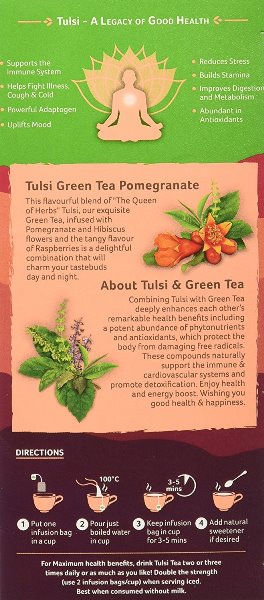 Tulsi - A Legacy of Good Health
• Supports the
Immune System
• Helps Fight Illness,
Cough & Cold
• Powerful Adaptogen
• Uplifts Mood
• Reduces Stress
• Builds Stamina
• Improves Digestion
and Metabolism
• Abundant in
Antioxidants
Tulsi Green Tea Pomegranate
This flavourful blend of "The Queen
of Herbs" Tulsi, our exquisite
Green Tea, infused with
Pomegranate and Hibiscus
flowers and the tangy flavour
of Raspberries is a delightful
combination that will
charm your tastebuds
day and night.
About Tulsi & Green Tea
Combining Tulsi with Green Tea
deeply enhances each other's
remarkable health benefits including
a potent abundance of phytonutrients
and antioxidants, which protect the
body from damaging free radicals.
These compounds naturally
support the immune &
cardiovascular systems and
promote detoxification. Enjoy health
and energy boost. Wishing you
good health & happiness.
DIRECTIONS
100°C
3-5
mins
1 Put one
infusion bag
in a cup
2 Pour just
boiled water
in cup
3 Keep infusion
bag in cup
for 3-5 mins
4 Add natural
sweetener
if desired
For Maximum health benefits, drink Tulsi Tea two or three
times daily or as much as you like! Double the strength
(use 2 infusion bags/cup) when serving iced.
Best when consumed without milk.